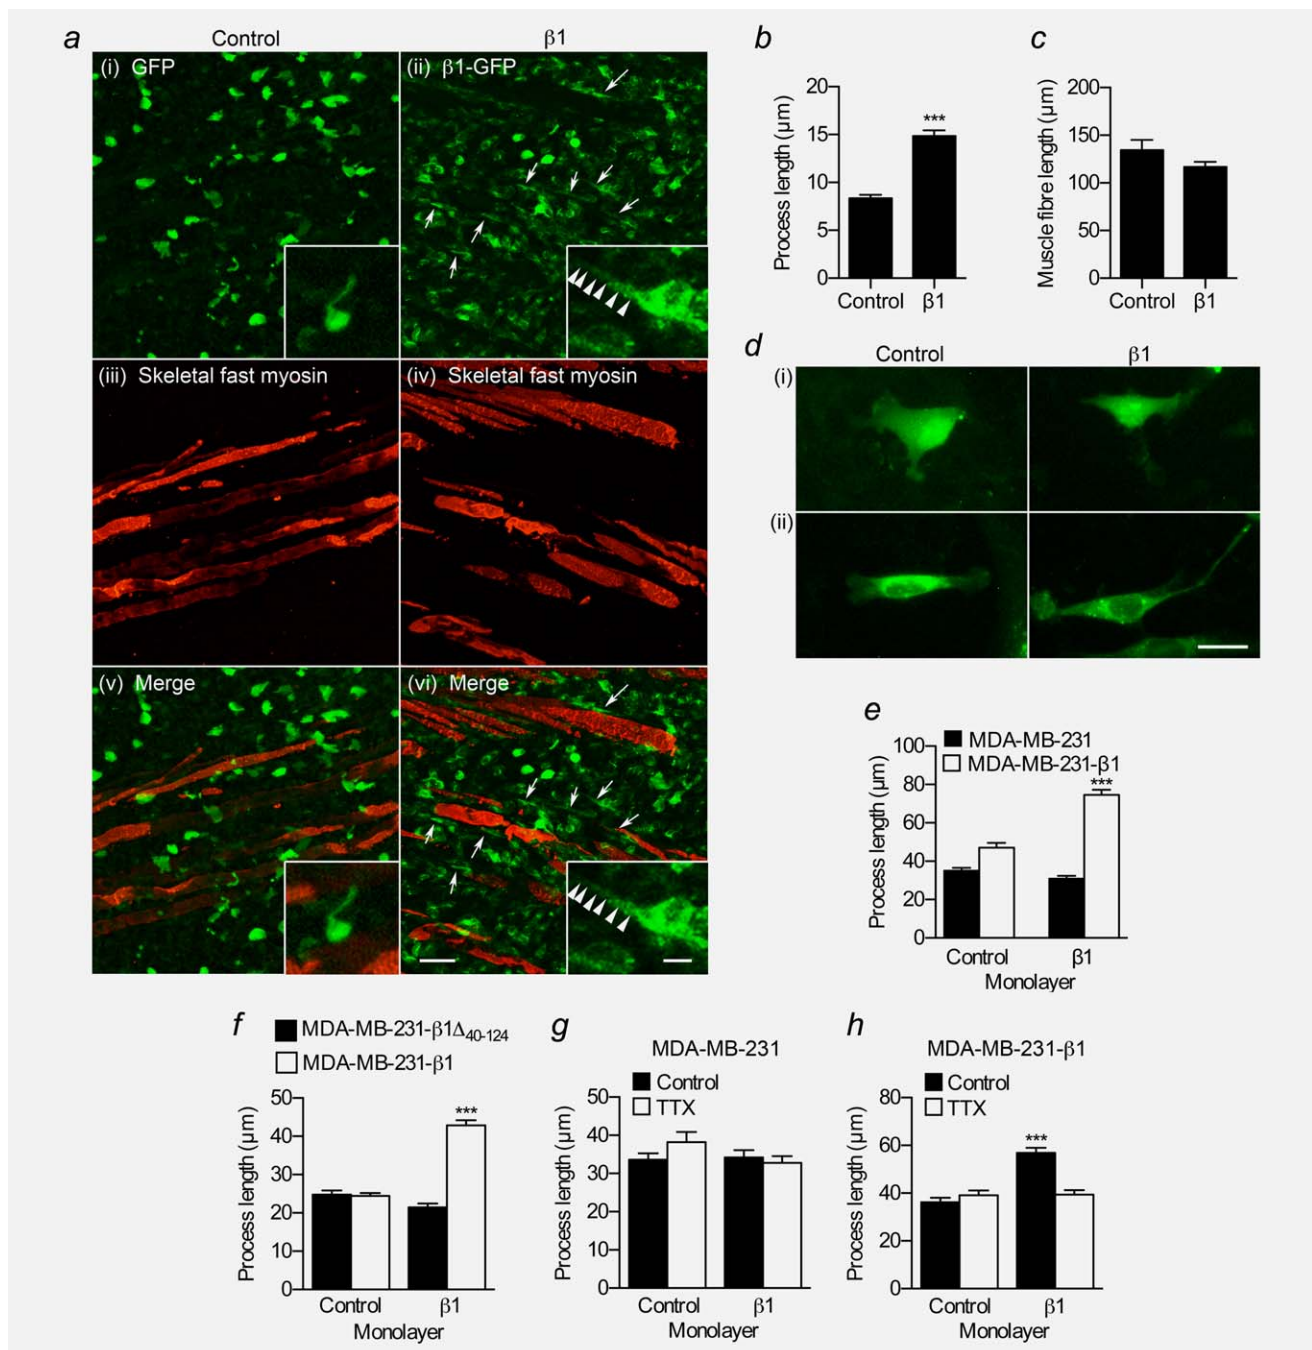 a
Control
β1
(i) GFP
(ii) β1-GFP
(iii) Skeletal fast myosin
(iv) Skeletal fast myosin
(v) Merge
(vi) Merge
b
Process length (µm)
20
15
10
5
0
***
Control
β1
c
Muscle fibre length (µm)
200
150
100
50
0
Control
β1
d
Control
β1
(i)
(ii)
e
MDA-MB-231
MDA-MB-231-β1
Process length (µm)
100
80
60
40
20
0
***
Control
β1
Monolayer
f
MDA-MB-231-β1Δ40-124
MDA-MB-231-β1
Process length (µm)
50
40
30
20
10
0
***
Control
β1
Monolayer
g
MDA-MB-231
Control
TTX
Process length (µm)
50
40
30
20
10
0
Control
β1
Monolayer
h
MDA-MB-231-β1
Control
TTX
Process length (µm)
80
60
40
20
0
***
Control
β1
Monolayer